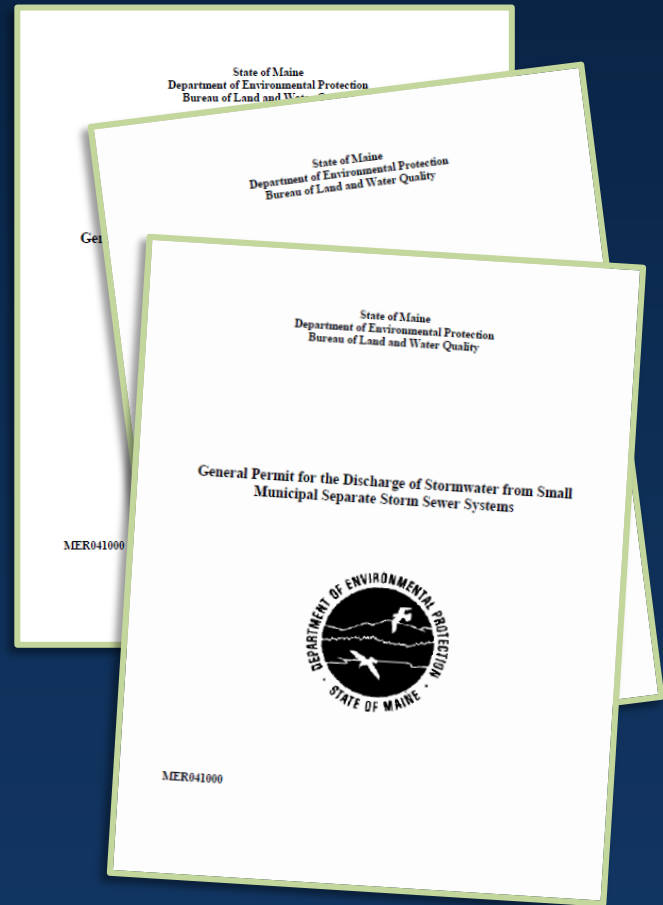 State of Maine
Department of Environmental Protection
Bureau of Land and Wat
Ge
MER041000
State of Maine
Department of Environmental Protection
Bureau of Land and Water Quality
State of Maine
Department of Environmental Protection
Bureau of Land and Water Quality
General Permit for the Discharge of Stormwater from Small
Municipal Separate Storm Sewer Systems
DEPARTMENT OF ENVIRONMENTAL PROTECTION
· STATE OF MAINE ·
MER041000